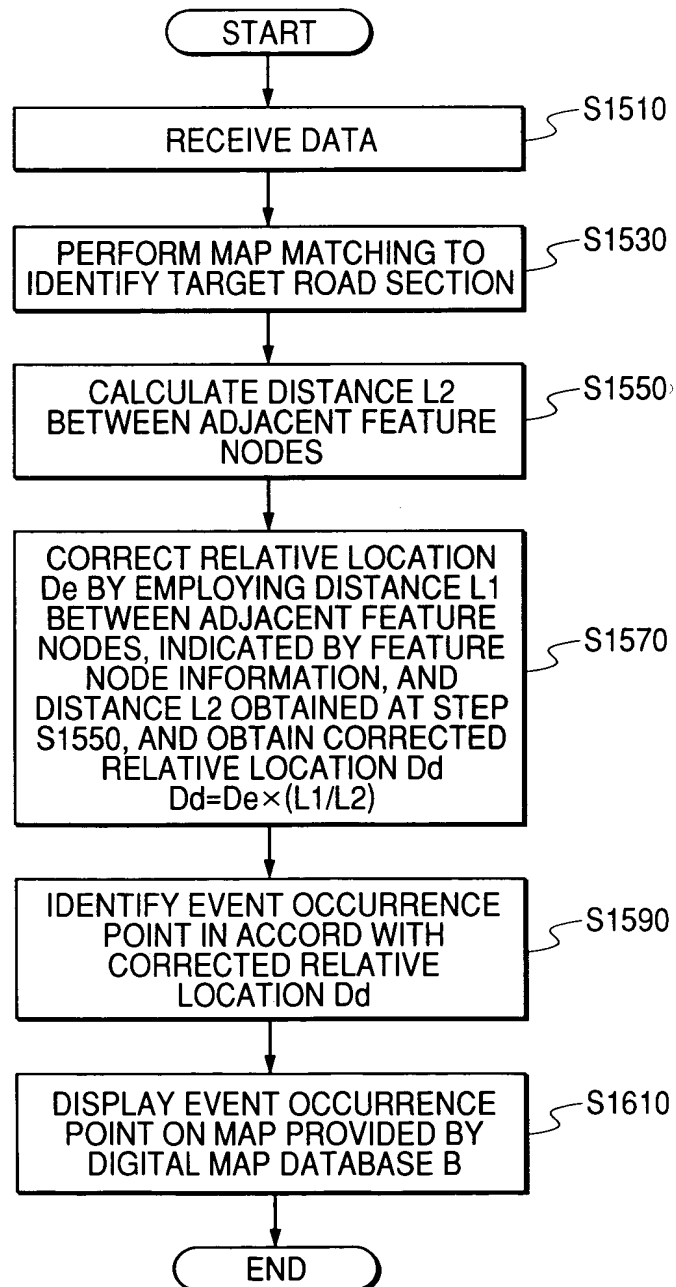 START
RECEIVE DATA
S1510
PERFORM MAP MATCHING TO
IDENTIFY TARGET ROAD SECTION
S1530
CALCULATE DISTANCE L2
BETWEEN ADJACENT FEATURE
NODES
S1550
CORRECT RELATIVE LOCATION
De BY EMPLOYING DISTANCE L1
BETWEEN ADJACENT FEATURE
NODES, INDICATED BY FEATURE
NODE INFORMATION, AND
DISTANCE L2 OBTAINED AT STEP
S1550, AND OBTAIN CORRECTED
RELATIVE LOCATION Dd
Dd=De×(L1/L2)
S1570
IDENTIFY EVENT OCCURRENCE
POINT IN ACCORD WITH
CORRECTED RELATIVE
LOCATION Dd
S1590
DISPLAY EVENT OCCURRENCE
POINT ON MAP PROVIDED BY
DIGITAL MAP DATABASE B
S1610
END